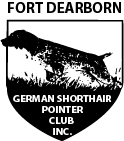 FORT DEARBORN
GERMAN SHORTHAIR
POINTER
CLUB
INC.